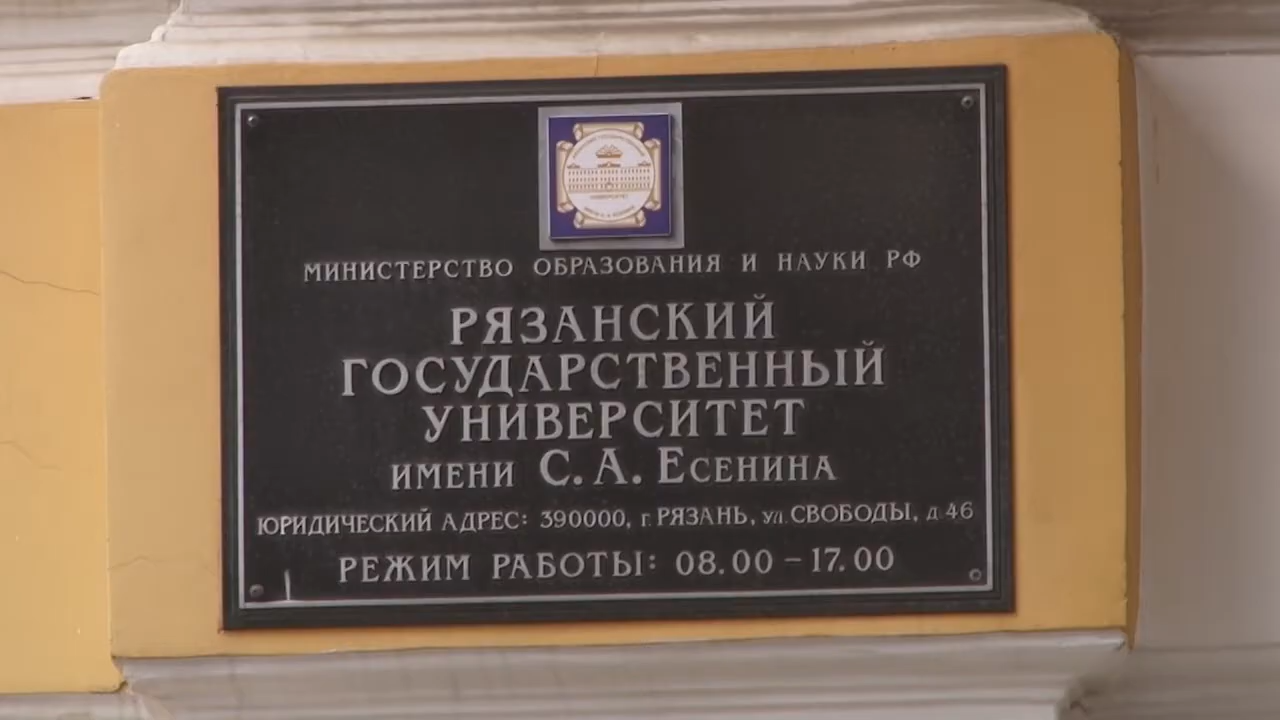 МИНИСТЕРСТВО ОБРАЗОВАНИЯ И НАУКИ РФ
РЯЗАНСКИЙ
ГОСУДАРСТВЕННЫЙ
УНИВЕРСИТЕТ
ИМЕНИ С. А. ЕСЕНИНА
ЮРИДИЧЕСКИЙ АДРЕС: 390000, г. РЯЗАНЬ, ул. СВОБОДЫ, д. 46
РЕЖИМ РАБОТЫ: 08.00 – 17.00